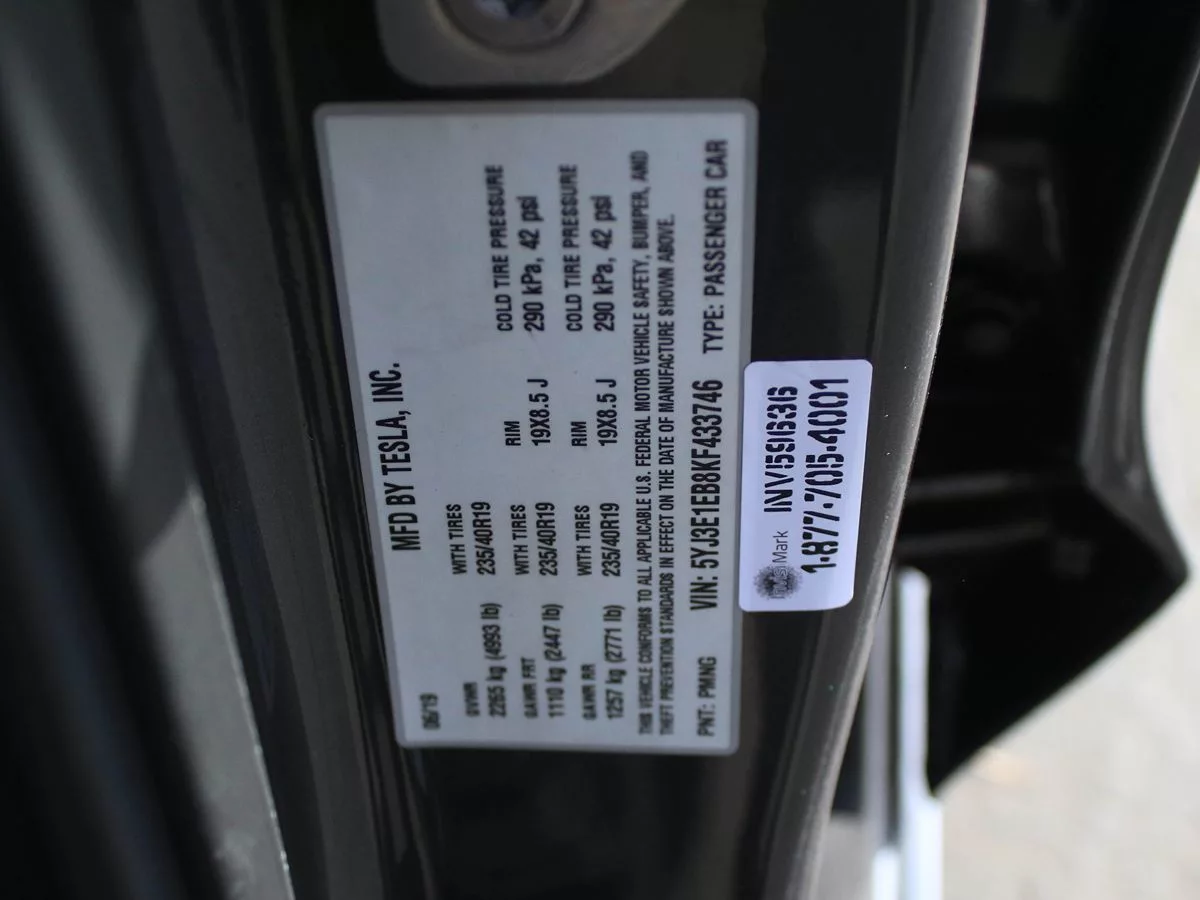 MFD BY TESLA, INC.
06/19
GVWR WITH TIRES
2265 kg (4993 lb) 235/40R19
GAWR FRT WITH TIRES RIM COLD TIRE PRESSURE
1110 kg (2447 lb) 235/40R19 19X8.5 J 290 kPa, 42 psi
GAWR RR WITH TIRES RIM COLD TIRE PRESSURE
1257 kg (2771 lb) 235/40R19 19X8.5 J 290 kPa, 42 psi
THIS VEHICLE CONFORMS TO ALL APPLICABLE U.S. FEDERAL MOTOR VEHICLE SAFETY, BUMPER, AND
THEFT PREVENTION STANDARDS IN EFFECT ON THE DATE OF MANUFACTURE SHOWN ABOVE.
PNT: PMNG VIN: 5YJ3E1EB8KF433746 TYPE: PASSENGER CAR
Mark INV59636
1-877-705-4001